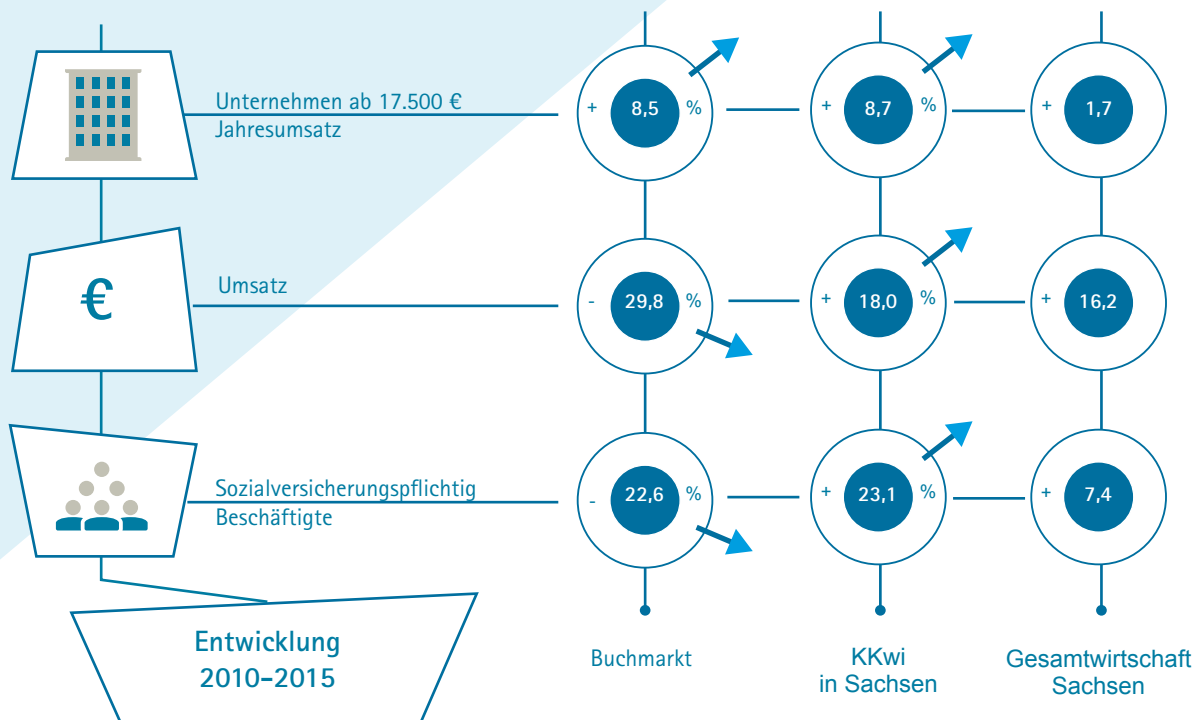 Unternehmen ab 17.500 €
Jahresumsatz
+ 8,5 %
+ 8,7 %
+ 1,7
€
Umsatz
- 29,8 %
+ 18,0 %
+ 16,2
Sozialversicherungspflichtig
Beschäftigte
- 22,6 %
+ 23,1 %
+ 7,4
Entwicklung
2010-2015
Buchmarkt
KKwi
in Sachsen
Gesamtwirtschaft
Sachsen